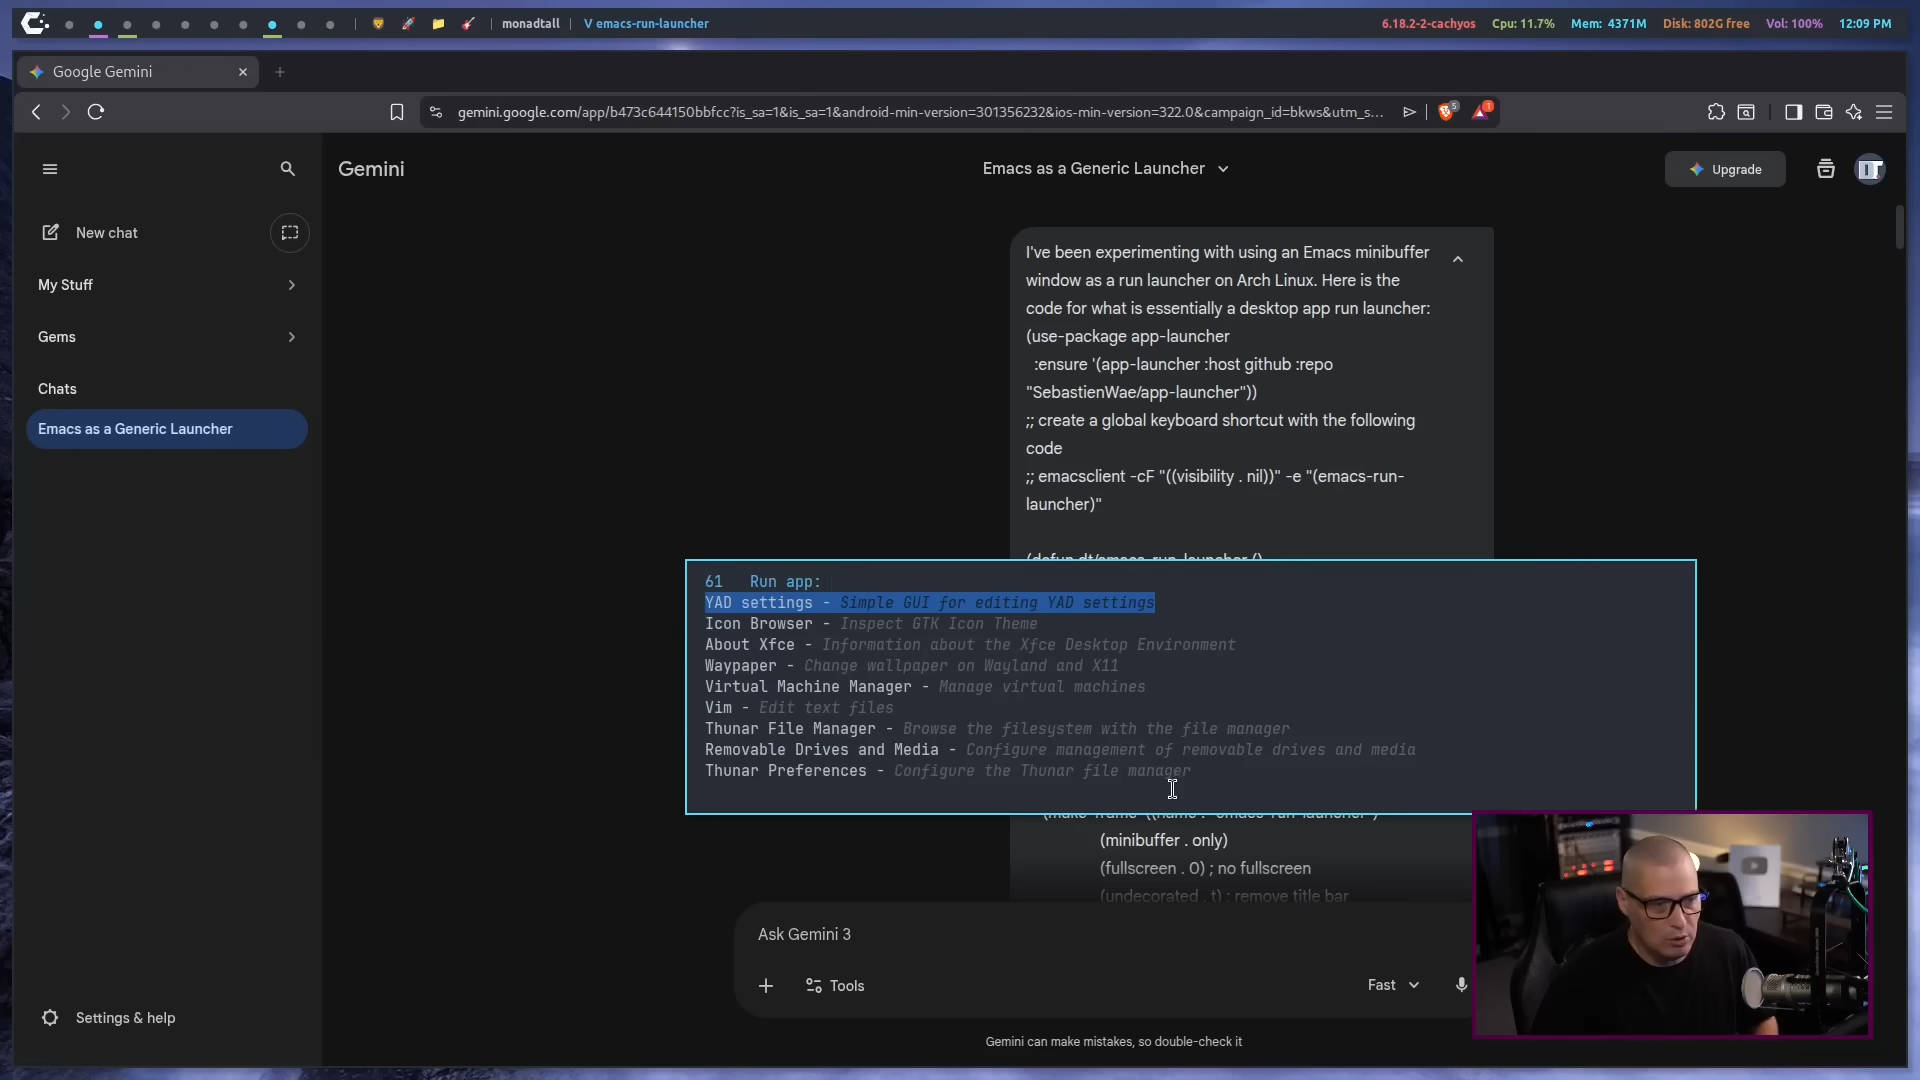 monadtall
V emacs-run-launcher
6.18.2-2-cachyos
Cpu: 11.7%
Mem: 4371M
Disk: 802G free
Vol: 100%
12:09 PM
Google Gemini
gemini.google.com/app/b473c644150bbfcc?is_sa=1&is_sa=1&android-min-version=301356232&ios-min-version=322.0&campaign_id=bkws&utm_s...
5
1
Gemini
Emacs as a Generic Launcher
Upgrade
New chat
My Stuff
Gems
Chats
Emacs as a Generic Launcher
Settings & help
I've been experimenting with using an Emacs minibuffer
window as a run launcher on Arch Linux. Here is the
code for what is essentially a desktop app run launcher:
(use-package app-launcher
:ensure '(app-launcher :host github :repo
"SebastienWae/app-launcher"))
;; create a global keyboard shortcut with the following
code
;; emacsclient -cF "((visibility . nil))" -e "(emacs-run-
launcher)"
(defun dt/emacs-run-launcher ()
61 Run app:
YAD settings - Simple GUI for editing YAD settings
Icon Browser - Inspect GTK Icon Theme
About Xfce - Information about the Xfce Desktop Environment
Waypaper - Change wallpaper on Wayland and X11
Virtual Machine Manager - Manage virtual machines
Vim - Edit text files
Thunar File Manager - Browse the filesystem with the file manager
Removable Drives and Media - Configure management of removable drives and media
Thunar Preferences - Configure the Thunar file manager
(minibuffer . only)
(fullscreen . 0) ; no fullscreen
(undecorated . t) ; remove title bar
Ask Gemini 3
Tools
Fast
Gemini can make mistakes, so double-check it